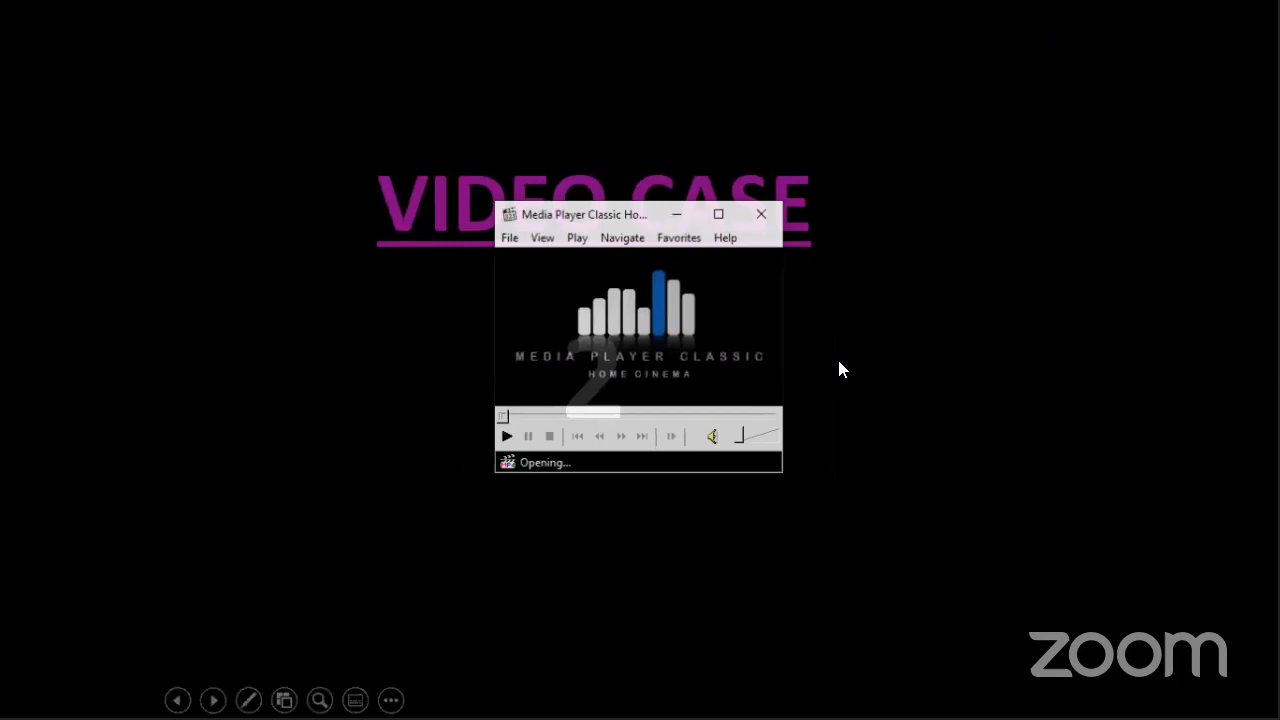 VIDEO CASE
Media Player Classic Ho...
File View Play Navigate Favorites Help
MEDIA PLAYER CLASSIC
HOME CINEMA
2
Opening...
zoom